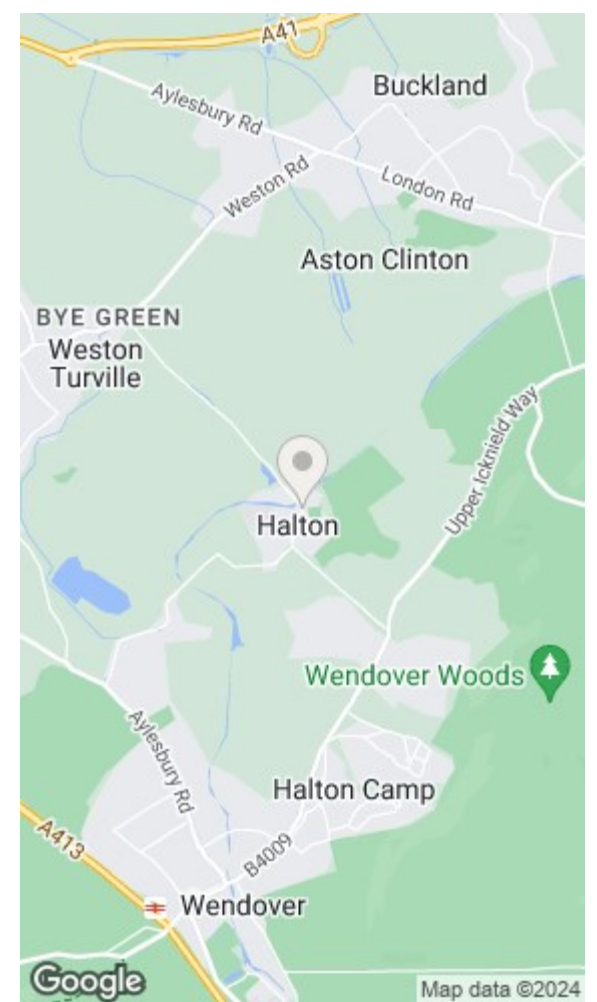 A41
Buckland
Aylesbury Rd
Weston Rd
London Rd
Aston Clinton
BYE GREEN
Weston
Turville
Upper Icknield Way
Halton
Wendover Woods
Aylesbury Rd
Halton Camp
A413
B4009
Wendover
Google
Map data ©2024